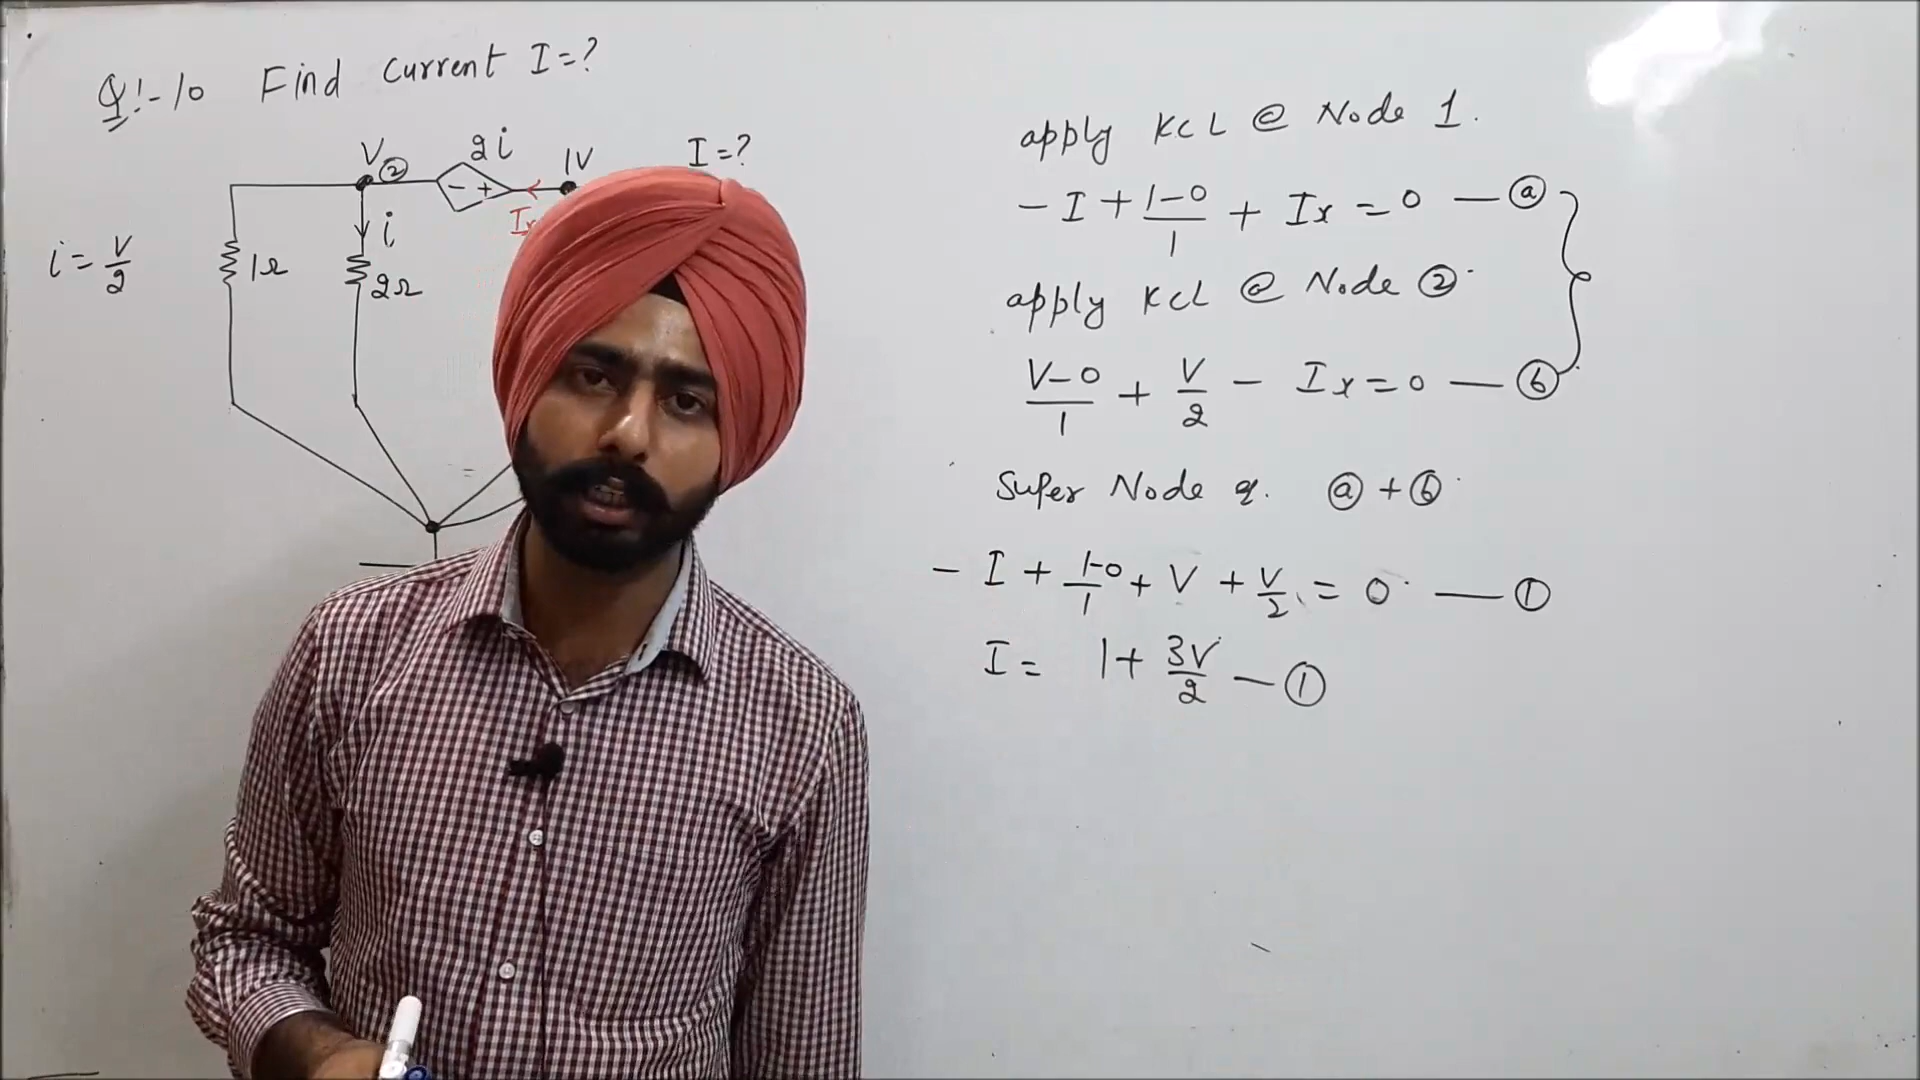 Q!-10 Find Current I=?
V ② 2i 1V I=?
Ix
i
i = V/2
1Ω
2Ω
- +
apply KCL @ Node 1.
- I + 1-0/1 + Ix = 0 — ⓐ
apply KCL @ Node ②.
V-0/1 + V/2 - Ix = 0 — ⓑ
Super Node eq. ⓐ + ⓑ
- I + 1-0/1 + V + V/2 = 0 — ①
I = 1 + 3V/2 — ①